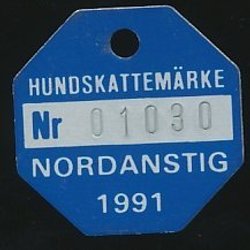 HUNDSKATTEMÄRKE
Nr 01030
NORDANSTIG
1991